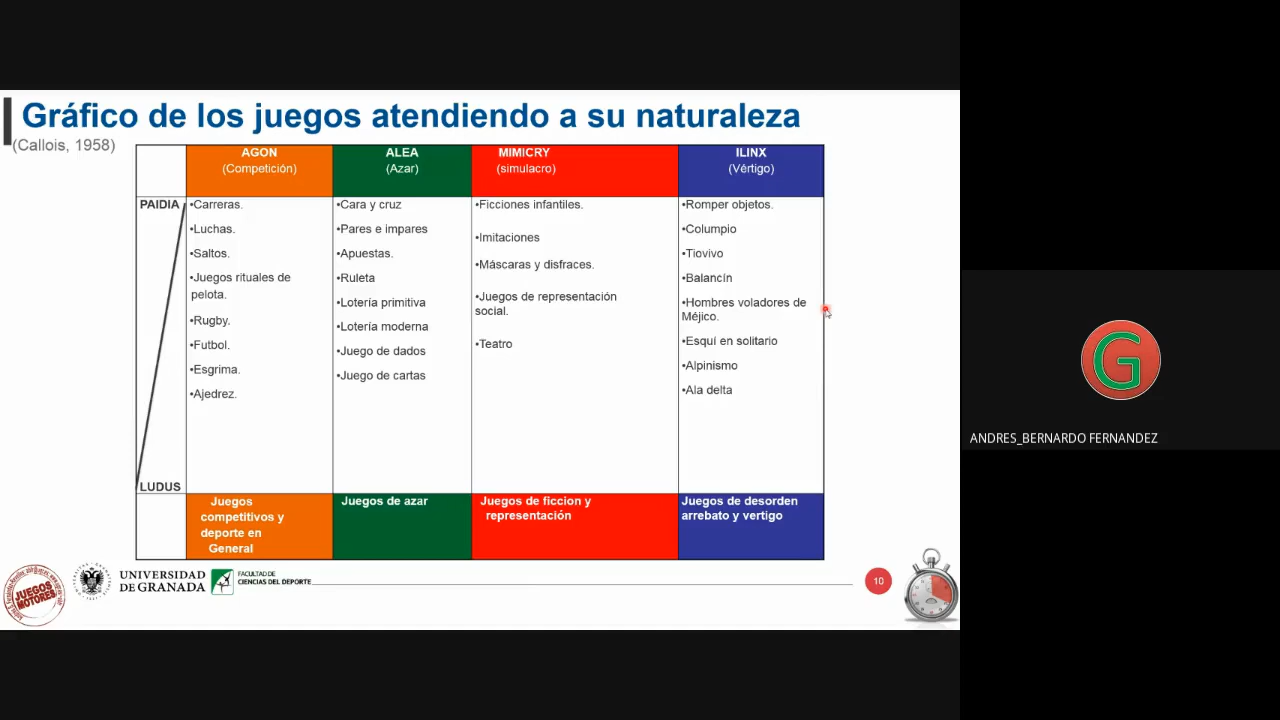 Gráfico de los juegos atendiendo a su naturaleza
(Callois, 1958)
AGON
(Competición)
ALEA
(Azar)
MIMICRY
(simulacro)
ILINX
(Vértigo)
PAIDIA
LUDUS
•Carreras.
•Luchas.
•Saltos.
•Juegos rituales de
pelota.
•Rugby.
•Futbol.
•Esgrima.
•Ajedrez.
•Cara y cruz
•Pares e impares
•Apuestas.
•Ruleta
•Lotería primitiva
•Lotería moderna
•Juego de dados
•Juego de cartas
•Ficciones infantiles.
•Imitaciones
•Máscaras y disfraces.
•Juegos de representación
social.
•Teatro
•Romper objetos.
•Columpio
•Tiovivo
•Balancín
•Hombres voladores de
Méjico.
•Esquí en solitario
•Alpinismo
•Ala delta
Juegos
competitivos y
deporte en
General
Juegos de azar
Juegos de ficcion y
representación
Juegos de desorden
arrebato y vertigo
JUEGOS
MOTORES
UNIVERSIDAD
DE GRANADA
FACULTAD DE
CIENCIAS DEL DEPORTE
10
G
ANDRES_BERNARDO FERNANDEZ